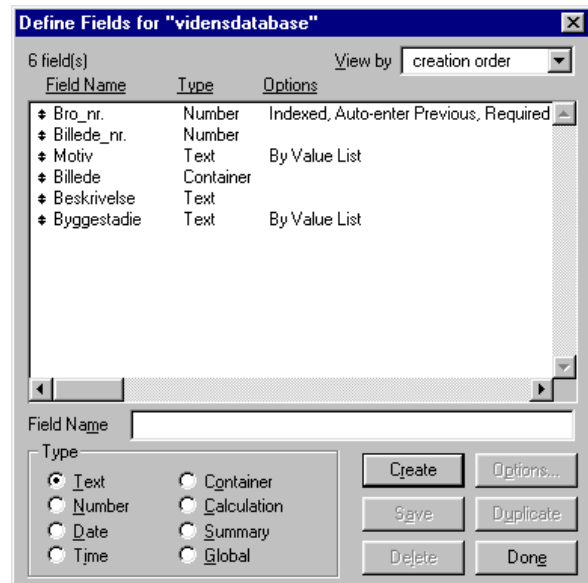 Define Fields for "vidensdatabase"
6 field(s) View by creation order
Field Name Type Options
Bro_nr. Number Indexed, Auto-enter Previous, Required
Billede_nr. Number
Motiv Text By Value List
Billede Container
Beskrivelse Text
Byggestadie Text By Value List
Field Name
Type
Text Container
Number Calculation
Date Summary
Time Global
Create Options...
Save Duplicate
Delete Done